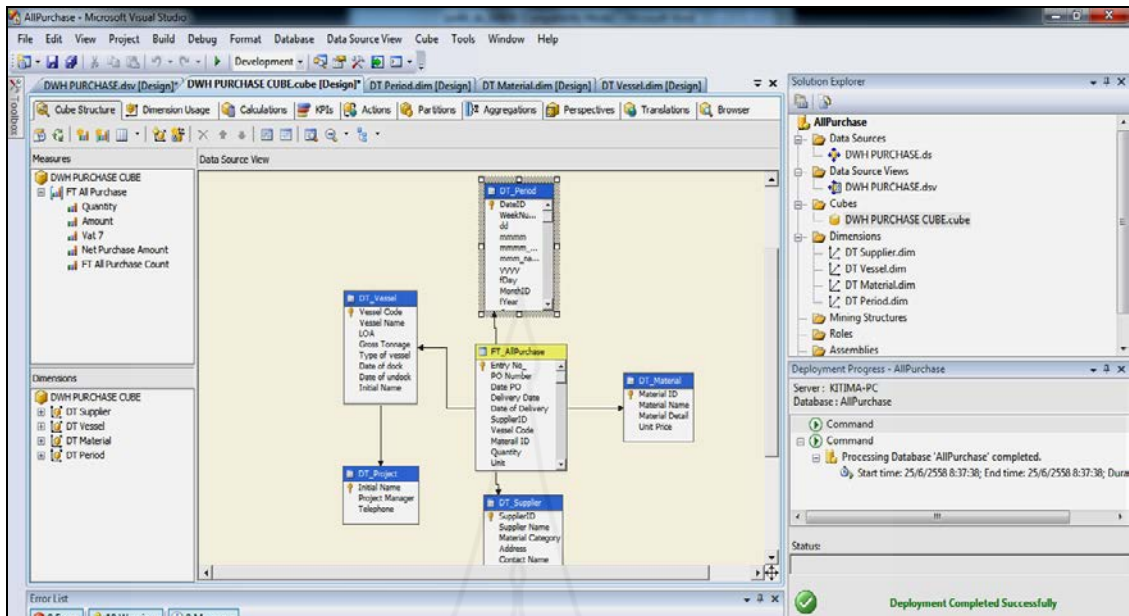 AllPurchase - Microsoft Visual Studio
File Edit View Project Build Debug Format Database Data Source View Cube Tools Window Help
Development
Toolbox
DWH PURCHASE.dsv [Design]* DWH PURCHASE CUBE.cube [Design]* DT Period.dim [Design] DT Material.dim [Design] DT Vessel.dim [Design]
Cube Structure Dimension Usage Calculations KPIs Actions Partitions Aggregations Perspectives Translations Browser
Measures
DWH PURCHASE CUBE
FT All Purchase
Quantity
Amount
Vat 7
Net Purchase Amount
FT All Purchase Count
Dimensions
DWH PURCHASE CUBE
DT Supplier
DT Vessel
DT Material
DT Period
Data Source View
DT_Period
DateID
WeekNu...
dd
mmmm
mmmm_...
mmm_na...
yyyy
fDay
MonthID
fYear
DT_Vessel
Vessel Code
Vessel Name
LOA
Gross Tonnage
Type of vessel
Date of dock
Date of undock
Initial Name
FT_AllPurchase
Entry No_
PO Number
Date PO
Delivery Date
Date of Delivery
SupplierID
Vessel Code
Materail ID
Quantity
Unit
DT_Material
Material ID
Material Name
Material Detail
Unit Price
DT_Project
Initial Name
Project Manager
Telephone
DT_Supplier
SupplierID
Supplier Name
Material Category
Address
Contact Name
Solution Explorer
AllPurchase
Data Sources
DWH PURCHASE.ds
Data Source Views
DWH PURCHASE.dsv
Cubes
DWH PURCHASE CUBE.cube
Dimensions
DT Supplier.dim
DT Vessel.dim
DT Material.dim
DT Period.dim
Mining Structures
Roles
Assemblies
Deployment Progress - AllPurchase
Server : KITIMA-PC
Database : AllPurchase
Command
Command
Processing Database 'AllPurchase' completed.
Start time: 25/6/2558 8:37:38; End time: 25/6/2558 8:37:38; Dura
Status:
Deployment Completed Successfully
Error List